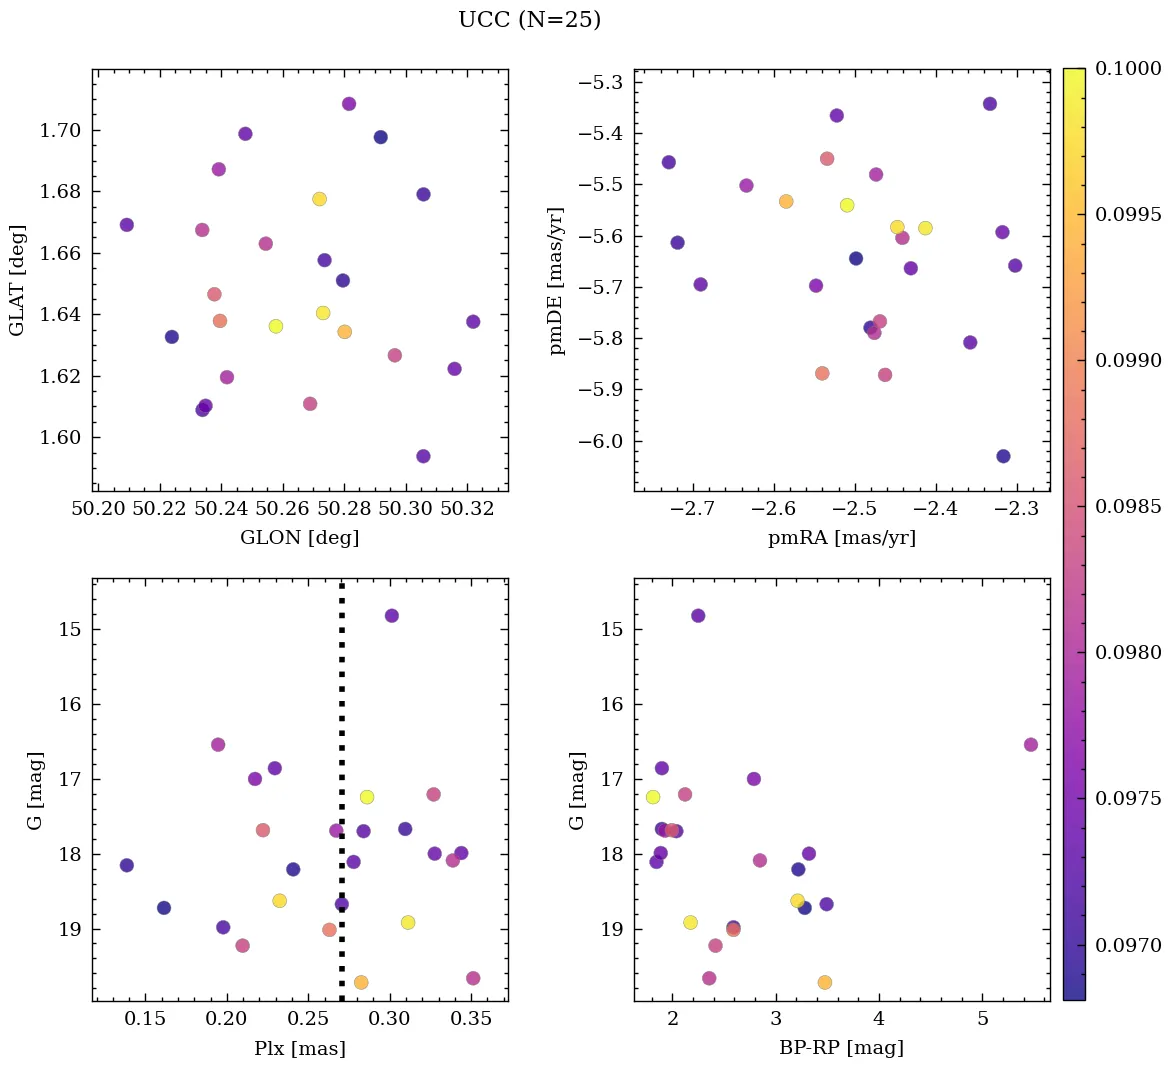 UCC (N=25)
1.70
1.68
1.66
1.64
1.62
1.60
GLAT [deg]
50.20 50.22 50.24 50.26 50.28 50.30 50.32
GLON [deg]
−5.3
−5.4
−5.5
−5.6
−5.7
−5.8
−5.9
−6.0
pmDE [mas/yr]
−2.7 −2.6 −2.5 −2.4 −2.3
pmRA [mas/yr]
15
16
17
18
19
G [mag]
0.15 0.20 0.25 0.30 0.35
Plx [mas]
15
16
17
18
19
G [mag]
2 3 4 5
BP-RP [mag]
0.1000
0.0995
0.0990
0.0985
0.0980
0.0975
0.0970